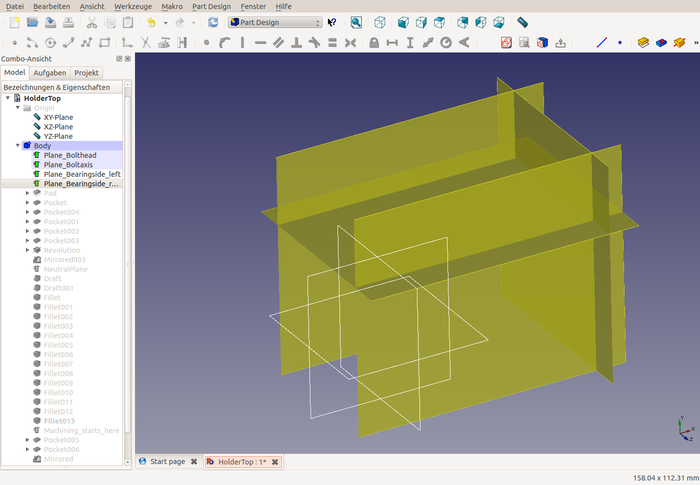 Datei Bearbeiten Ansicht Werkzeuge Makro Part Design Fenster Hilfe
Part Design
Combo-Ansicht
Model Aufgaben Projekt
Bezeichnungen & Eigenschaften
HolderTop
Origin
XY-Plane
XZ-Plane
YZ-Plane
Body
Plane_Bolthead
Plane_Boltaxis
Plane_Bearingside_left
Plane_Bearingside_r...
Pad
Pocket
Pocket004
Pocket001
Pocket002
Pocket003
Revolution
Mirrored003
NeutralPlane
Draft
Draft001
Fillet
Fillet001
Fillet002
Fillet003
Fillet004
Fillet005
Fillet006
Fillet007
Fillet008
Fillet009
Fillet010
Fillet011
Fillet012
Fillet013
Machining_starts_here
Pocket005
Pocket006
Mirrored
Y
X
Z
Start page
HolderTop : 1*
158.04 x 112.31 mm